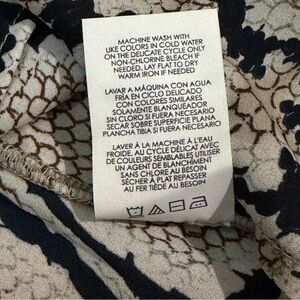 MACHINE WASH WITH
LIKE COLORS IN COLD WATER
ON THE DELICATE CYCLE ONLY
NON-CHLORINE BLEACH IF
NEEDED, LAY FLAT TO DRY
WARM IRON IF NEEDED
LAVAR A MÁQUINA CON AGUA
FRÍA EN CICLO DELICADO
CON COLORES SIMILARES
SOLAMENTE BLANQUEADOR
SIN CLORO SI FUERA NECESARIO
SECAR SOBRE SUPERFICIE PLANA
PLANCHA TIBIA SI FUERA NECESARIO
LAVER À LA MACHINE À L'EAU
FROIDE, AU CYCLE DÉLICAT AVEC
DE COULEURS SEMBLABLES UTILISER
UN AGENT DE BLANCHIMENT
SANS CHLORE AU BESOIN
SÉCHER À PLAT REPASSER
AU FER TIÈDE AU BESOIN